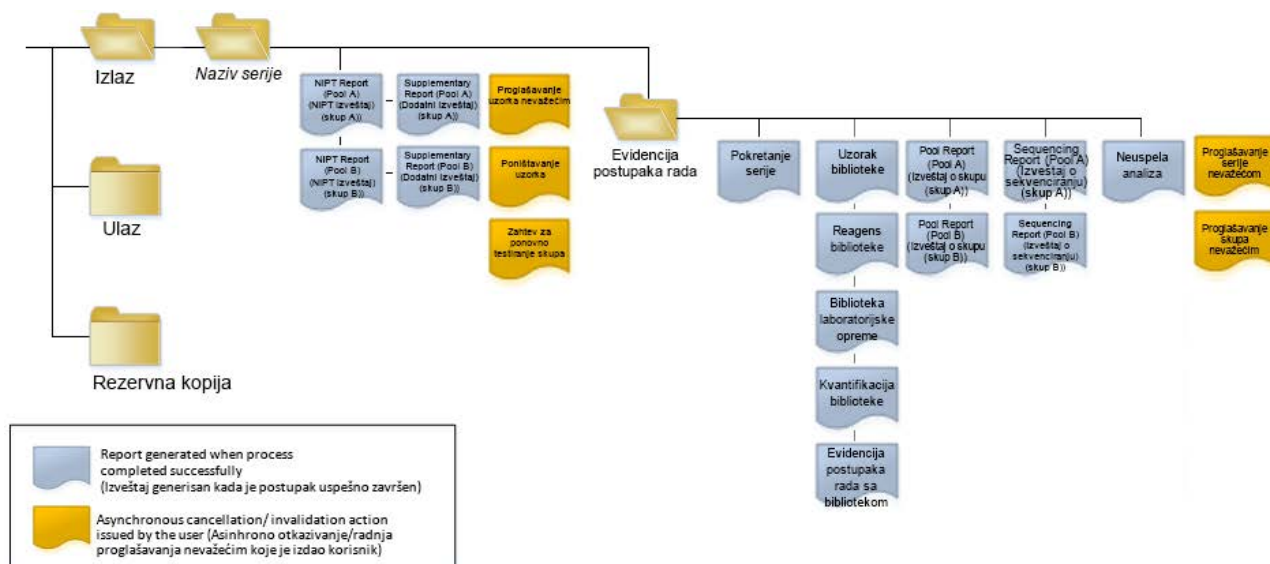 Izlaz
Naziv serije
NIPT Report
(Pool A)
(NIPT izveštaj)
(skup A))
Supplementary
Report (Pool A)
(Dodatni izveštaj)
(skup A))
Proglašavanje
uzorka nevažećim
NIPT Report
(Pool B)
(NIPT izveštaj)
(skup B))
Supplementary
Report (Pool B)
(Dodatni izveštaj)
(skup B))
Poništavanje
uzorka
Zahtev za
ponovno
testiranje skupa
Evidencija
postupaka rada
Pokretanje
serije
Uzorak
biblioteke
Pool Report
(Pool A)
(Izveštaj o skupu
(skup A))
Sequencing
Report (Pool A)
(Izveštaj o
sekvenciranju)
(skup A))
Neuspela
analiza
Proglašavanje
serije
nevažećom
Reagens
biblioteke
Pool Report
(Pool B)
(Izveštaj o skupu
(skup B))
Sequencing
Report (Pool B)
(Izveštaj o
sekvenciranju)
(skup B))
Proglašavanje
skupa
nevažećim
Biblioteka
laboratorijske
opreme
Kvantifikacija
biblioteke
Evidencija
postupaka
rada sa
bibliotekom
Ulaz
Rezervna kopija
Report generated when process
completed successfully
(Izveštaj generisan kada je postupak uspešno završen)
Asynchronous cancellation/ invalidation action
issued by the user (Asinhrono otkazivanje/radnja
proglašavanja nevažećim koje je izdao korisnik)